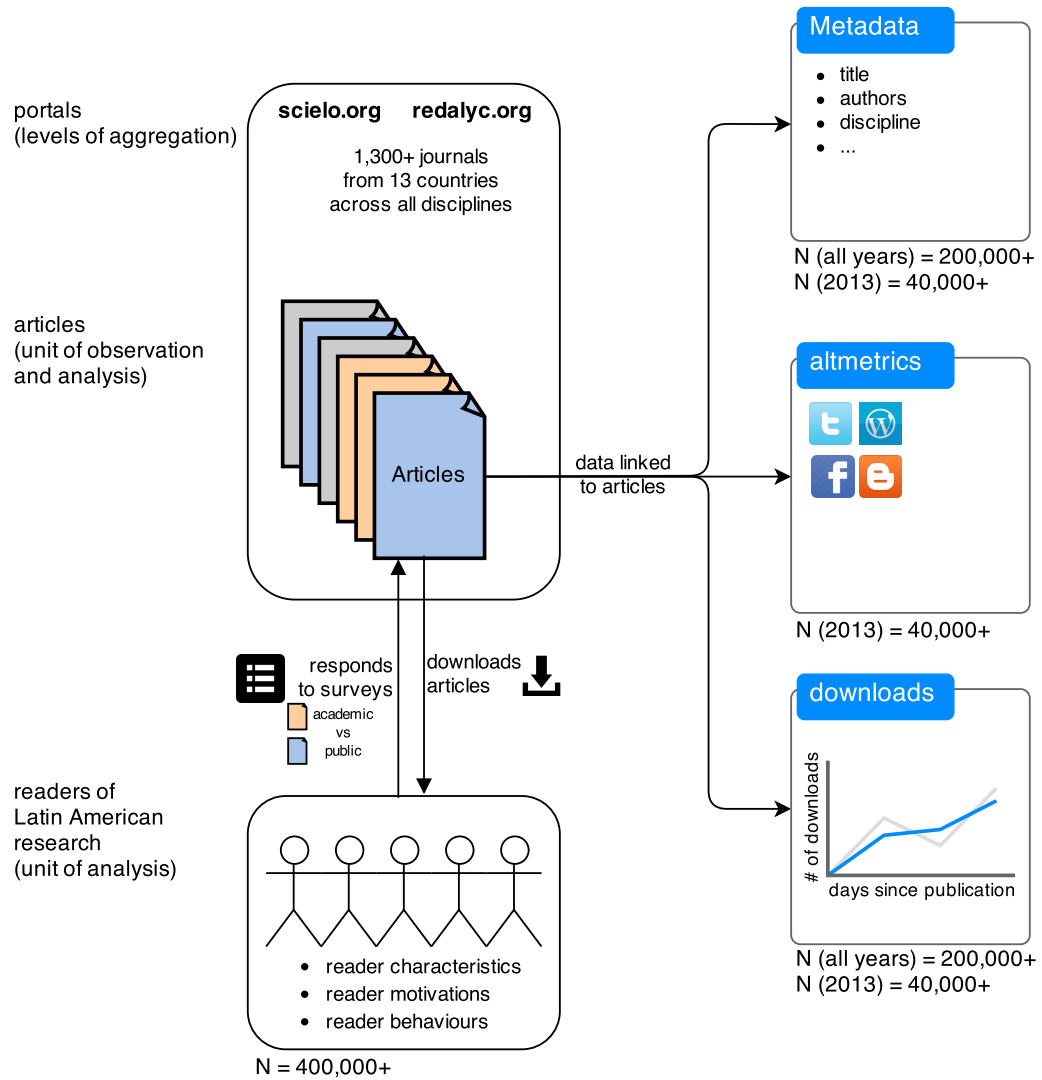 portals
(levels of aggregation)
scielo.org
redalyc.org
1,300+ journals
from 13 countries
across all disciplines
articles
(unit of observation
and analysis)
Articles
data linked
to articles
Metadata
• title
• authors
• discipline
• ...
N (all years) = 200,000+
N (2013) = 40,000+
altmetrics
N (2013) = 40,000+
responds
to surveys
academic
vs
public
downloads
articles
downloads
# of downloads
days since publication
N (all years) = 200,000+
N (2013) = 40,000+
readers of
Latin American
research
(unit of analysis)
• reader characteristics
• reader motivations
• reader behaviours
N = 400,000+